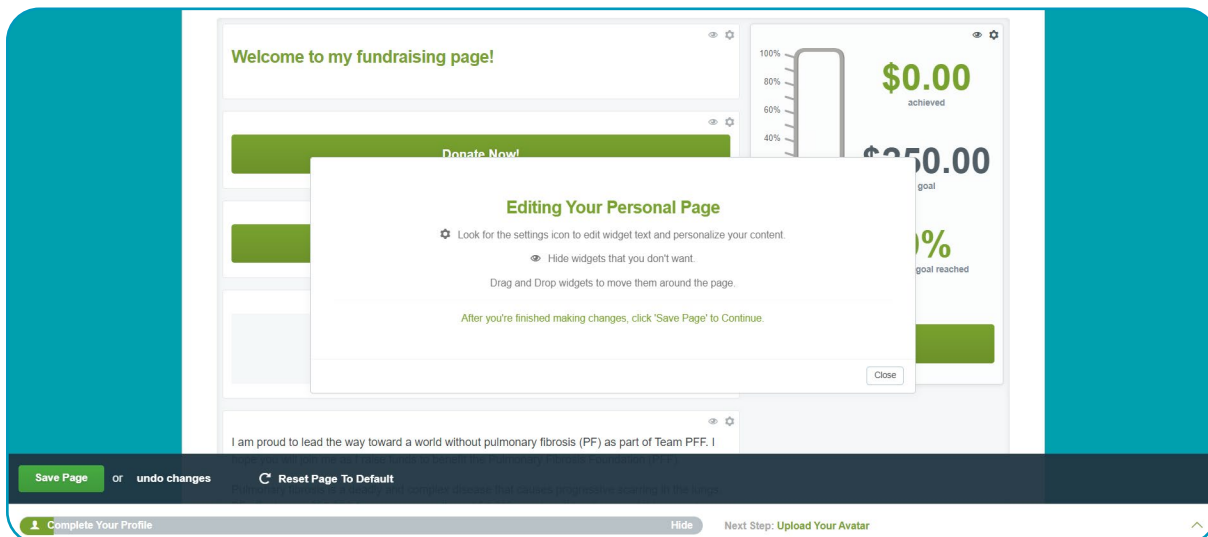 Welcome to my fundraising page!
Donate Now!
100%
80%
60%
40%
$0.00
achieved
goal
goal reached
Editing Your Personal Page
Look for the settings icon to edit widget text and personalize your content.
Hide widgets that you don't want.
Drag and Drop widgets to move them around the page.
After you're finished making changes, click 'Save Page' to Continue.
Close
I am proud to lead the way toward a world without pulmonary fibrosis (PF) as part of Team PFF. I
Save Page or undo changes Reset Page To Default
Complete Your Profile Hide Next Step: Upload Your Avatar